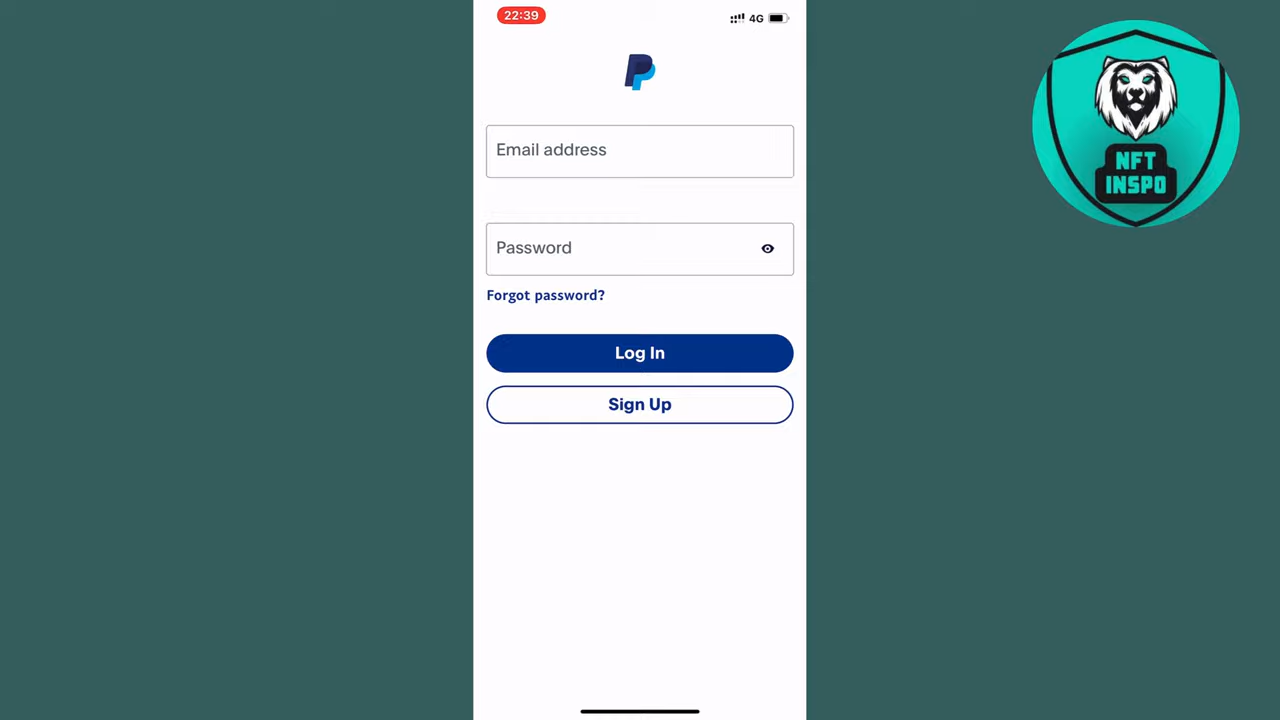 22:39
4G
Email address
Password
Forgot password?
Log In
Sign Up
NFT
INSPO